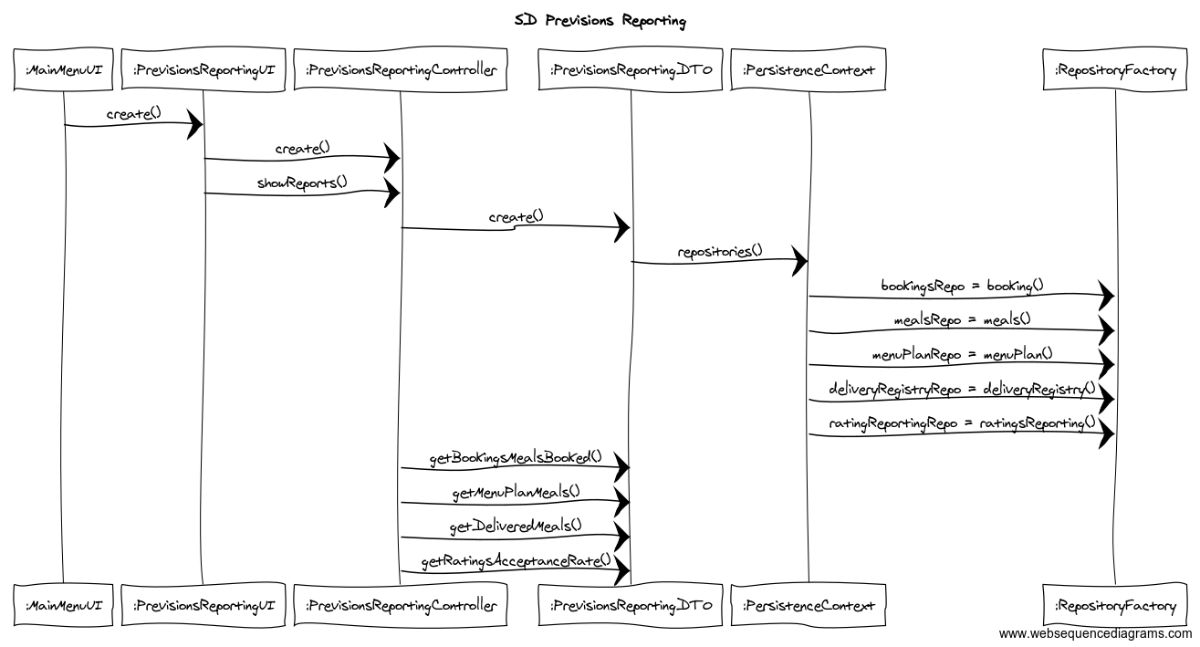 SD Previsions Reporting
:MainMenuUI :PrevisionsReportingUI :PrevisionsReportingController :PrevisionsReportingDTO :PersistenceContext :RepositoryFactory
create()
create()
showReports()
create()
repositories()
bookingsRepo = booking()
mealsRepo = meals()
menuPlanRepo = menuPlan()
deliveryRegistryRepo = deliveryRegistry()
ratingReportingRepo = ratingsReporting()
getBookingsMealsBooked()
getMenuPlanMeals()
getDeliveredMeals()
getRatingsAcceptanceRate()
:MainMenuUI :PrevisionsReportingUI :PrevisionsReportingController :PrevisionsReportingDTO :PersistenceContext :RepositoryFactory
www.websequencediagrams.com